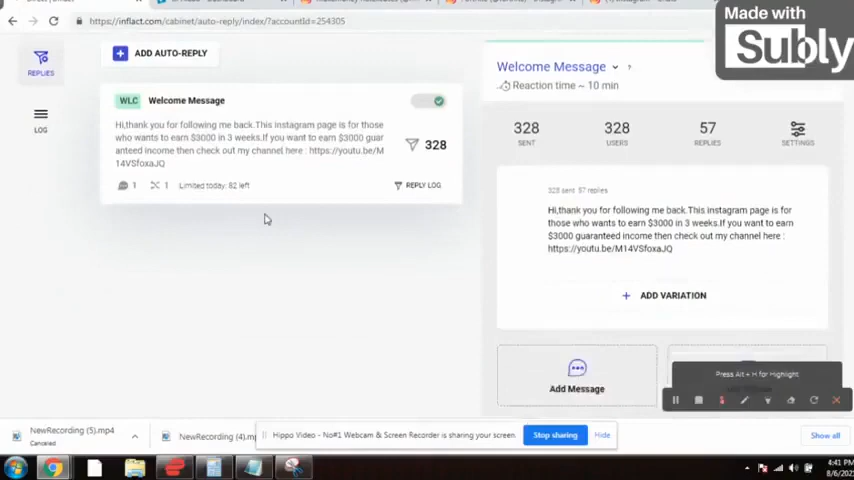 Made with
Subly
https://inflact.com/cabinet/auto-reply/index/?accountId=254305
REPLIES
LOG
ADD AUTO-REPLY
WLC Welcome Message
Hi,thank you for following me back.This instagram page is for those
who wants to earn $3000 in 3 weeks.If you want to earn $3000 guar
anteed income then check out my channel here : https://youtu.be/M
14VSfoxaJQ
328
1 1 Limited today: 82 left
REPLY LOG
Welcome Message ?
Reaction time ~ 10 min
328 328 57
SENT USERS REPLIES SETTINGS
328 sent 57 replies
Hi,thank you for following me back.This instagram page is for
those who wants to earn $3000 in 3 weeks.If you want to earn
$3000 guaranteed income then check out my channel here :
https://youtu.be/M14VSfoxaJQ
ADD VARIATION
Add Message
Press Alt + H for Highlight
NewRecording (5).mp4
Canceled
NewRecording (4).mp
Hippo Video - No#1 Webcam & Screen Recorder is sharing your screen.
Stop sharing
Hide
Show all
4:41 PM